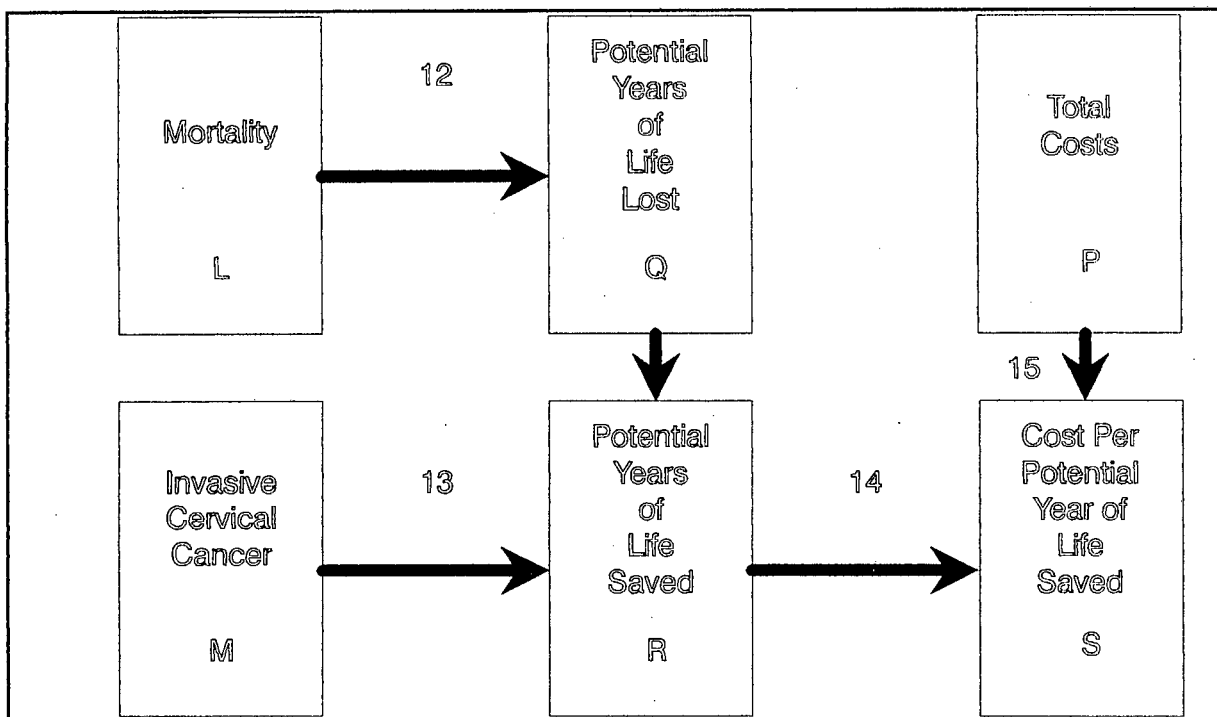 Mortality
L
12
Potential
Years
of
Life
Lost
Q
Total
Costs
P
15
Invasive
Cervical
Cancer
M
13
Potential
Years
of
Life
Saved
R
14
Cost Per
Potential
Year of
Life
Saved
S